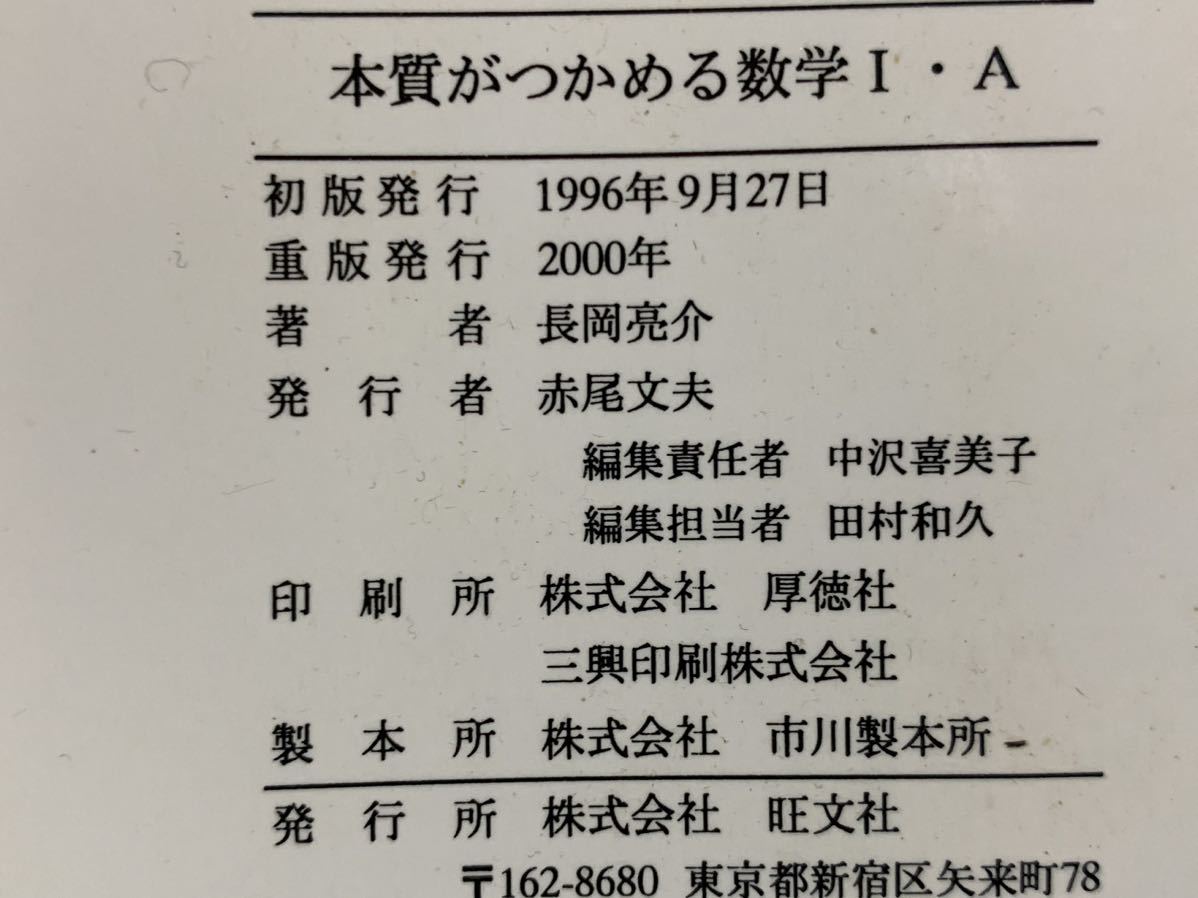 本質がつかめる数学Ⅰ・A
初版発行 1996年9月27日
重版発行 2000年
著者 長岡亮介
発行者 赤尾文夫
編集責任者 中沢喜美子
編集担当者 田村和久
印刷所 株式会社 厚徳社
三興印刷株式会社
製本所 株式会社 市川製本所
発行所 株式会社 旺文社
〒162-8680 東京都新宿区矢来町78